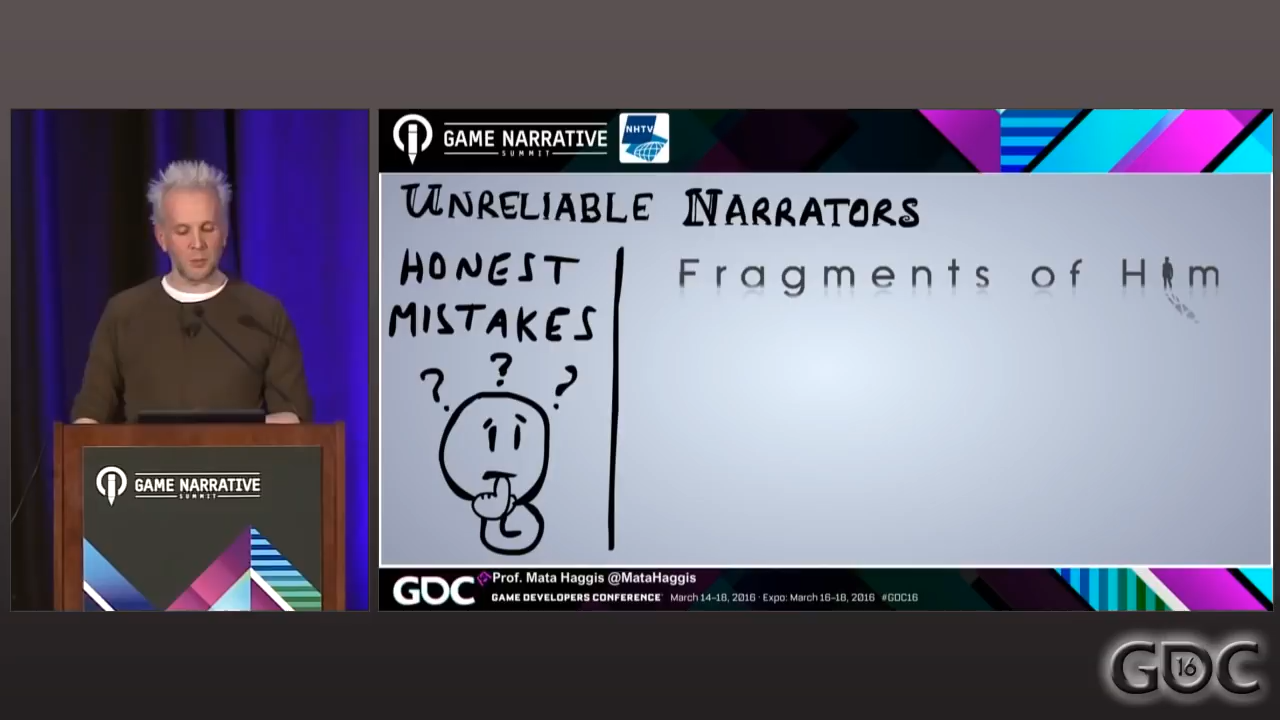 GAME NARRATIVE
SUMMIT
NHTV
UNRELIABLE NARRATORS
HONEST
MISTAKES
? ? ?
Fragments of Him
GAME NARRATIVE
SUMMIT
GDC
Prof. Mata Haggis @MataHaggis
GAME DEVELOPERS CONFERENCE March 14–18, 2016 · Expo: March 16–18, 2016 #GDC16
GDC
16